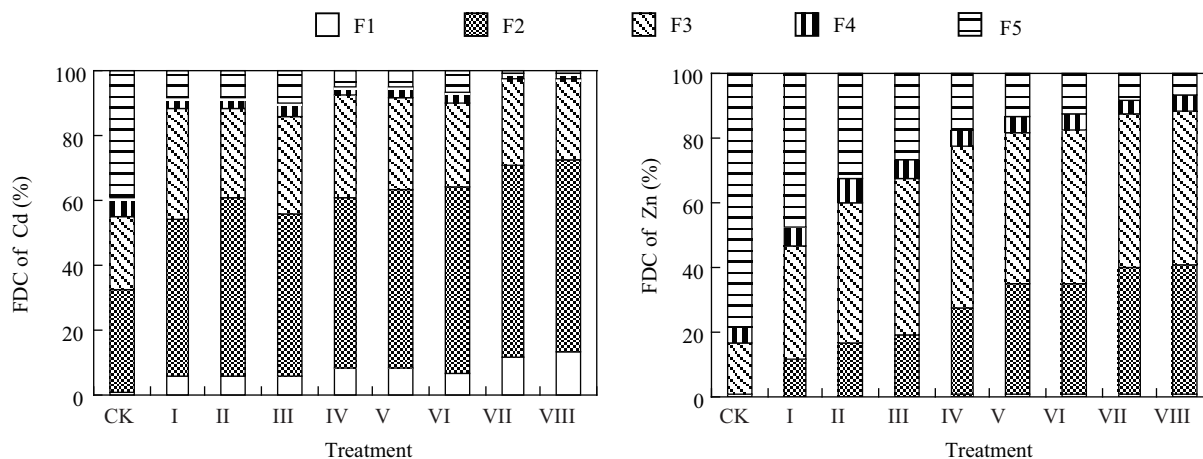 F1 F2 F3 F4 F5
FDC of Cd (%)
100
80
60
40
20
0
CK I II III IV V VI VII VIII
Treatment
FDC of Zn (%)
100
80
60
40
20
0
CK I II III IV V VI VII VIII
Treatment